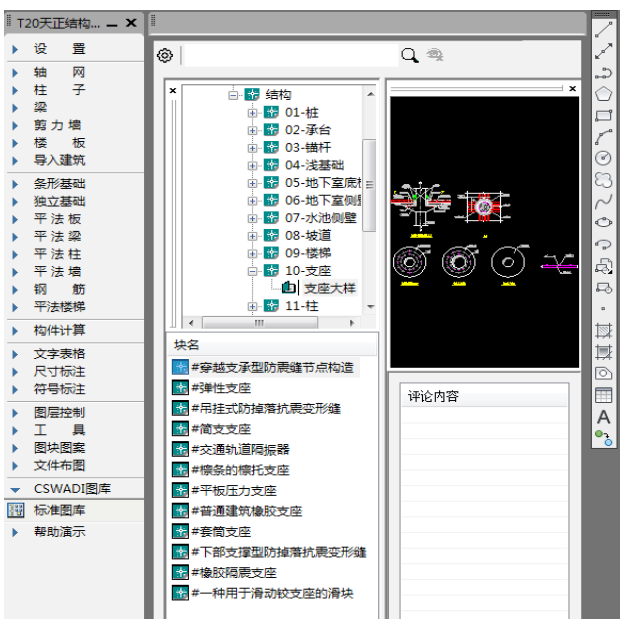 T20天正结构...
设 置
轴 网
柱 子
梁
剪 力 墙
楼 板
导入建筑
条形基础
独立基础
平 法 板
平 法 梁
平 法 柱
平 法 墙
钢 筋
平法楼梯
构件计算
文字表格
尺寸标注
符号标注
图层控制
工 具
图块图案
文件布图
CSWADI图库
标准图库
帮助演示
结构
01-桩
02-承台
03-锚杆
04-浅基础
05-地下室底
06-地下室侧
07-水池侧壁
08-坡道
09-楼梯
10-支座
支座大样
11-柱
块名
#穿越支承型防震缝节点构造
#弹性支座
#吊挂式防掉落抗震变形缝
#简支支座
#交通轨道隔振器
#檩条的檩托支座
#平板压力支座
#普通建筑橡胶支座
#套筒支座
#下部支撑型防掉落抗震变形缝
#橡胶隔震支座
#一种用于滑动铰支座的滑块
评论内容
A